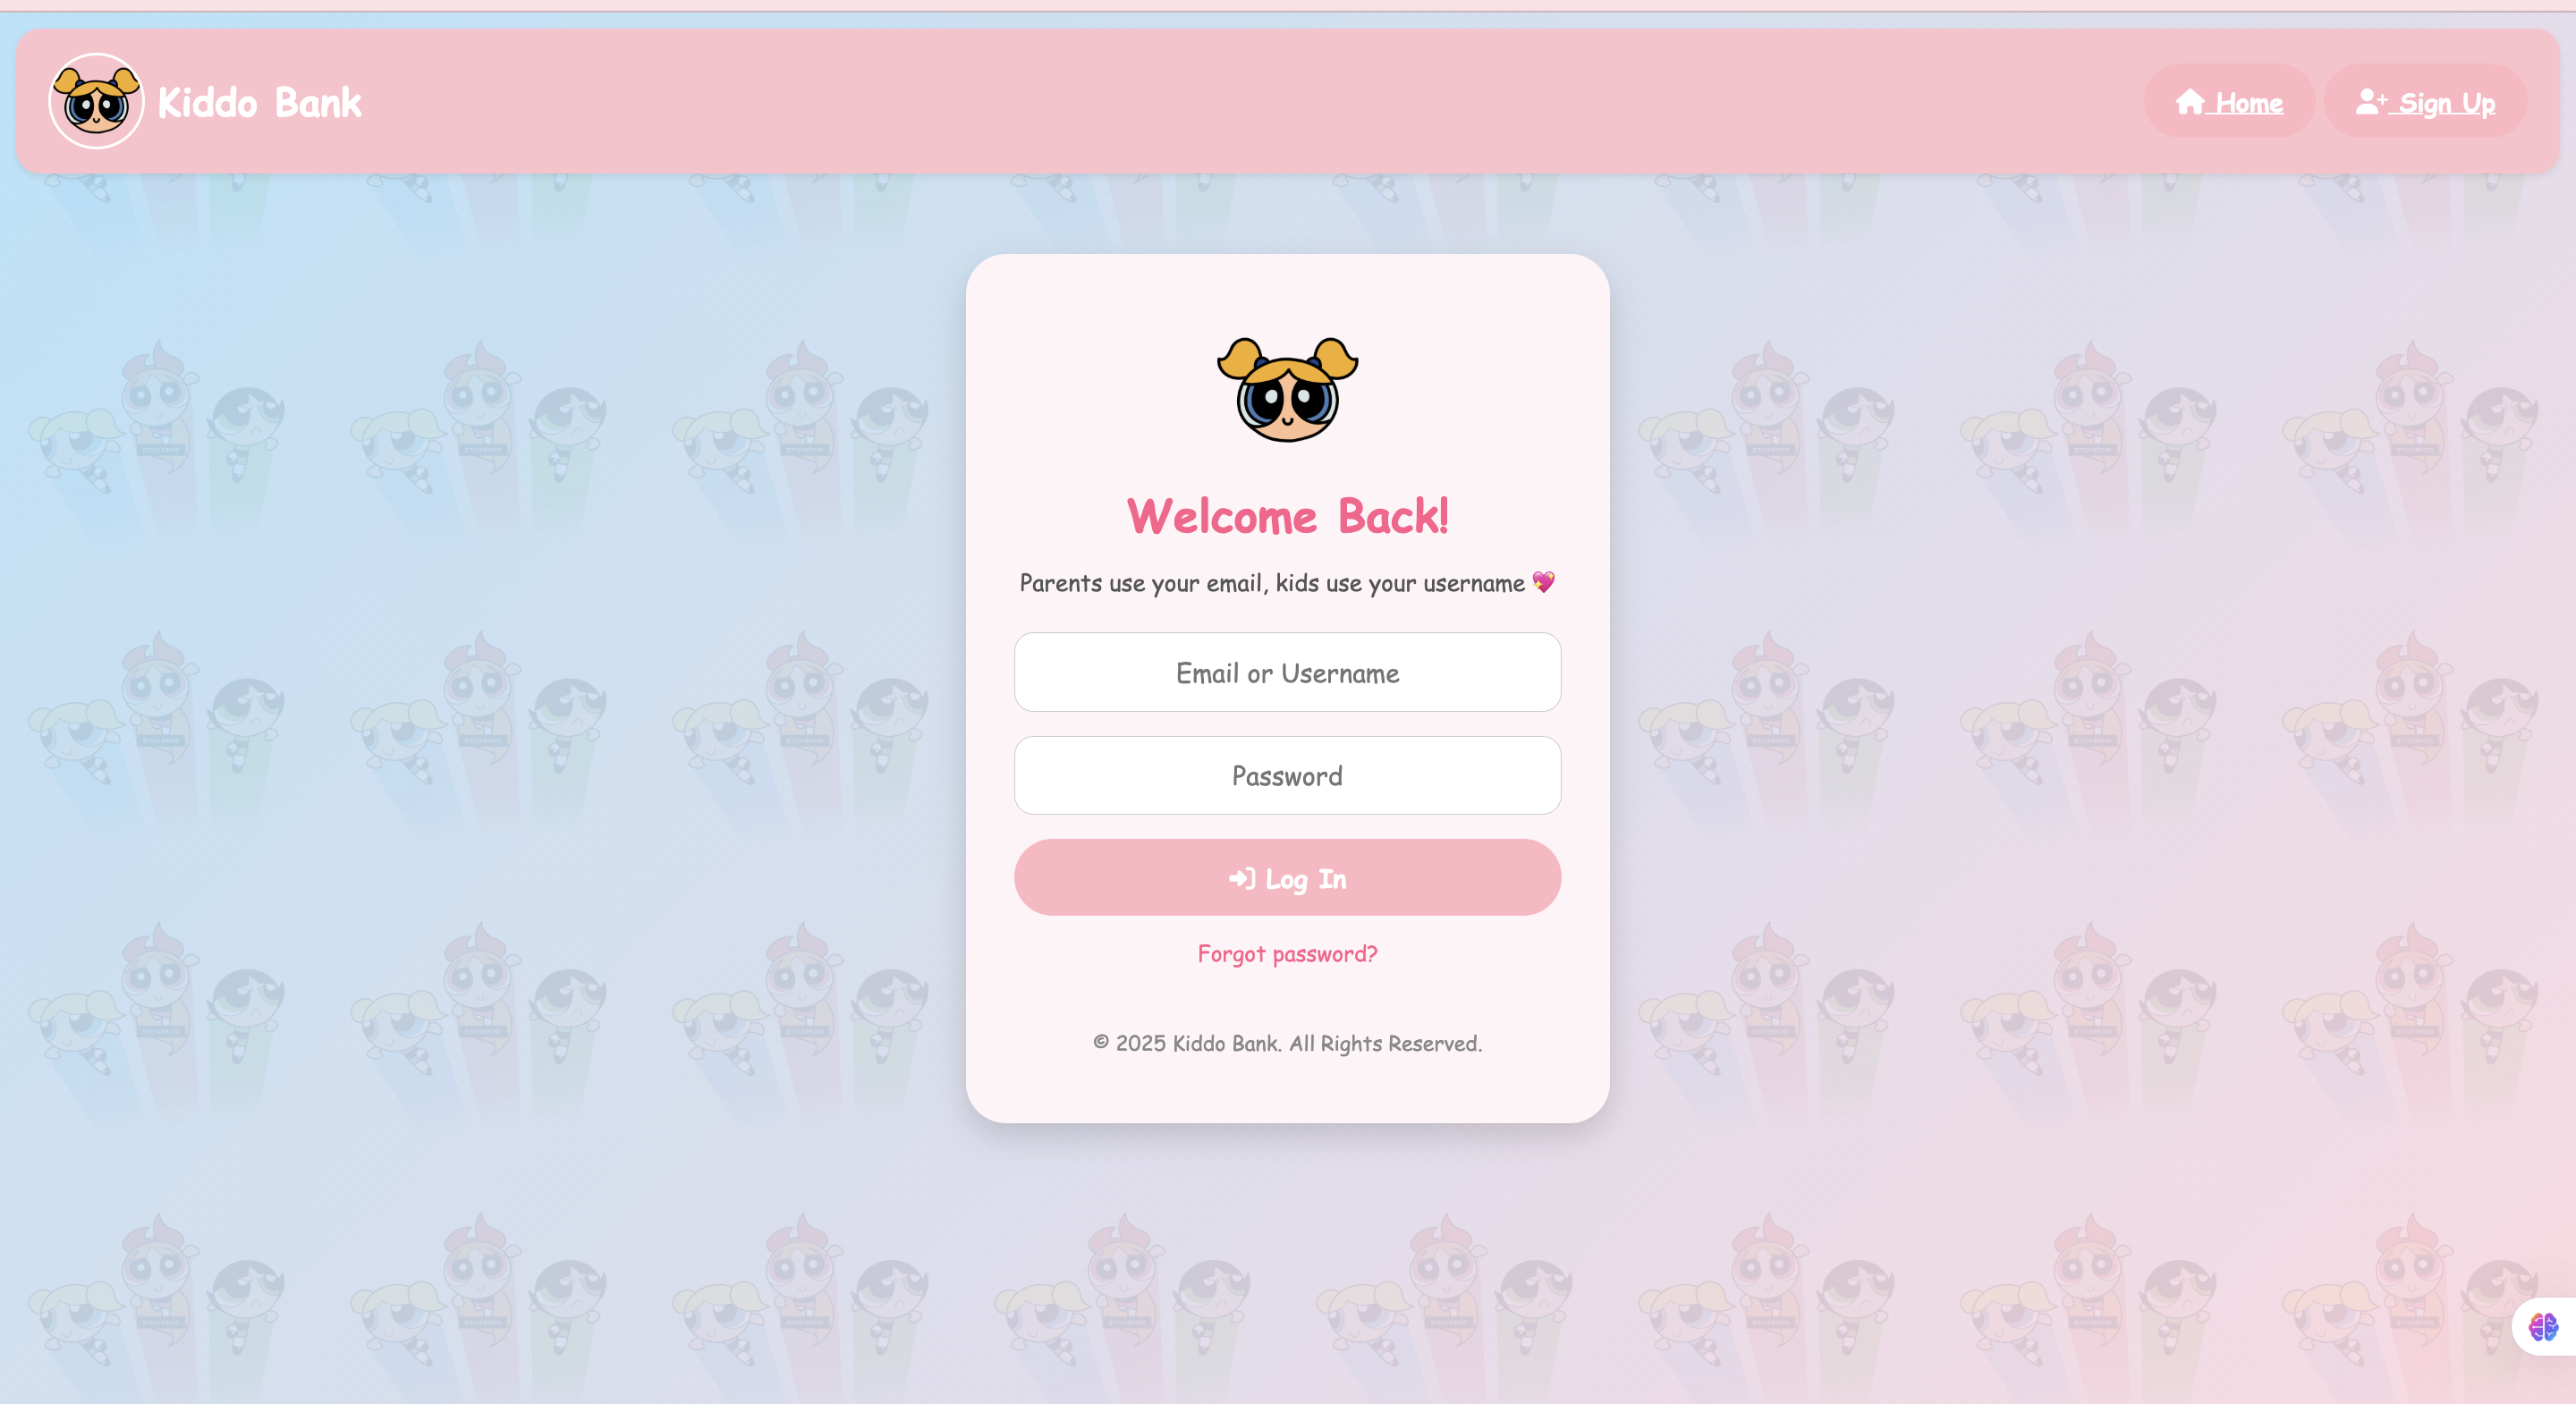 Kiddo Bank
Home
Sign Up
Welcome Back!
Parents use your email, kids use your username 💖
Email or Username
Password
Log In
Forgot password?
© 2025 Kiddo Bank. All Rights Reserved.